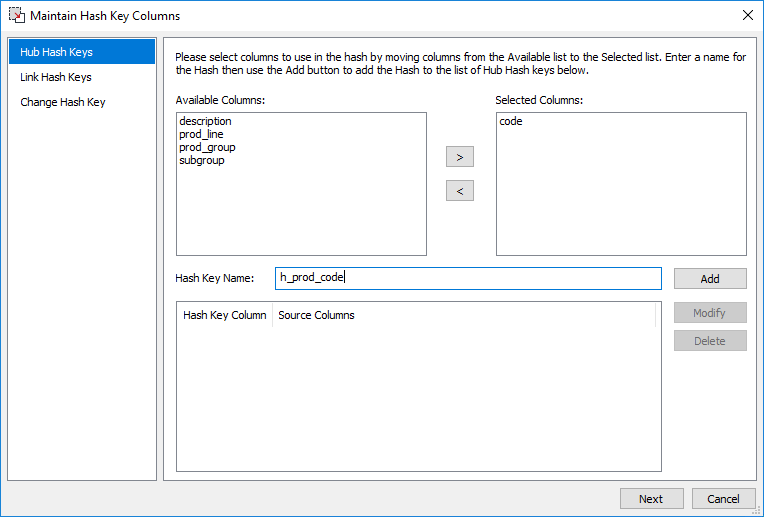 Maintain Hash Key Columns
Hub Hash Keys
Link Hash Keys
Change Hash Key
Please select columns to use in the hash by moving columns from the Available list to the Selected list. Enter a name for
the Hash then use the Add button to add the Hash to the list of Hub Hash keys below.
Available Columns:
Selected Columns:
description
prod_line
prod_group
subgroup
code
>
<
Hash Key Name:
h_prod_code
Add
Hash Key Column
Source Columns
Modify
Delete
Next
Cancel